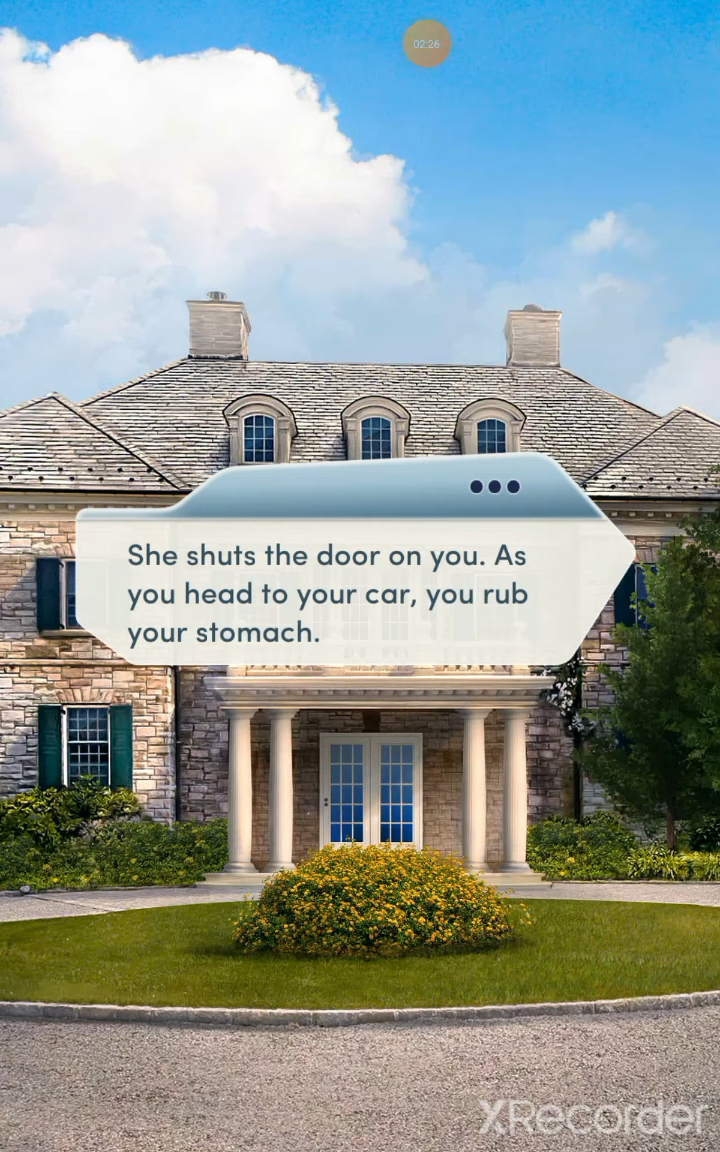 02:26
She shuts the door on you. As
you head to your car, you rub
your stomach.
XRecorder